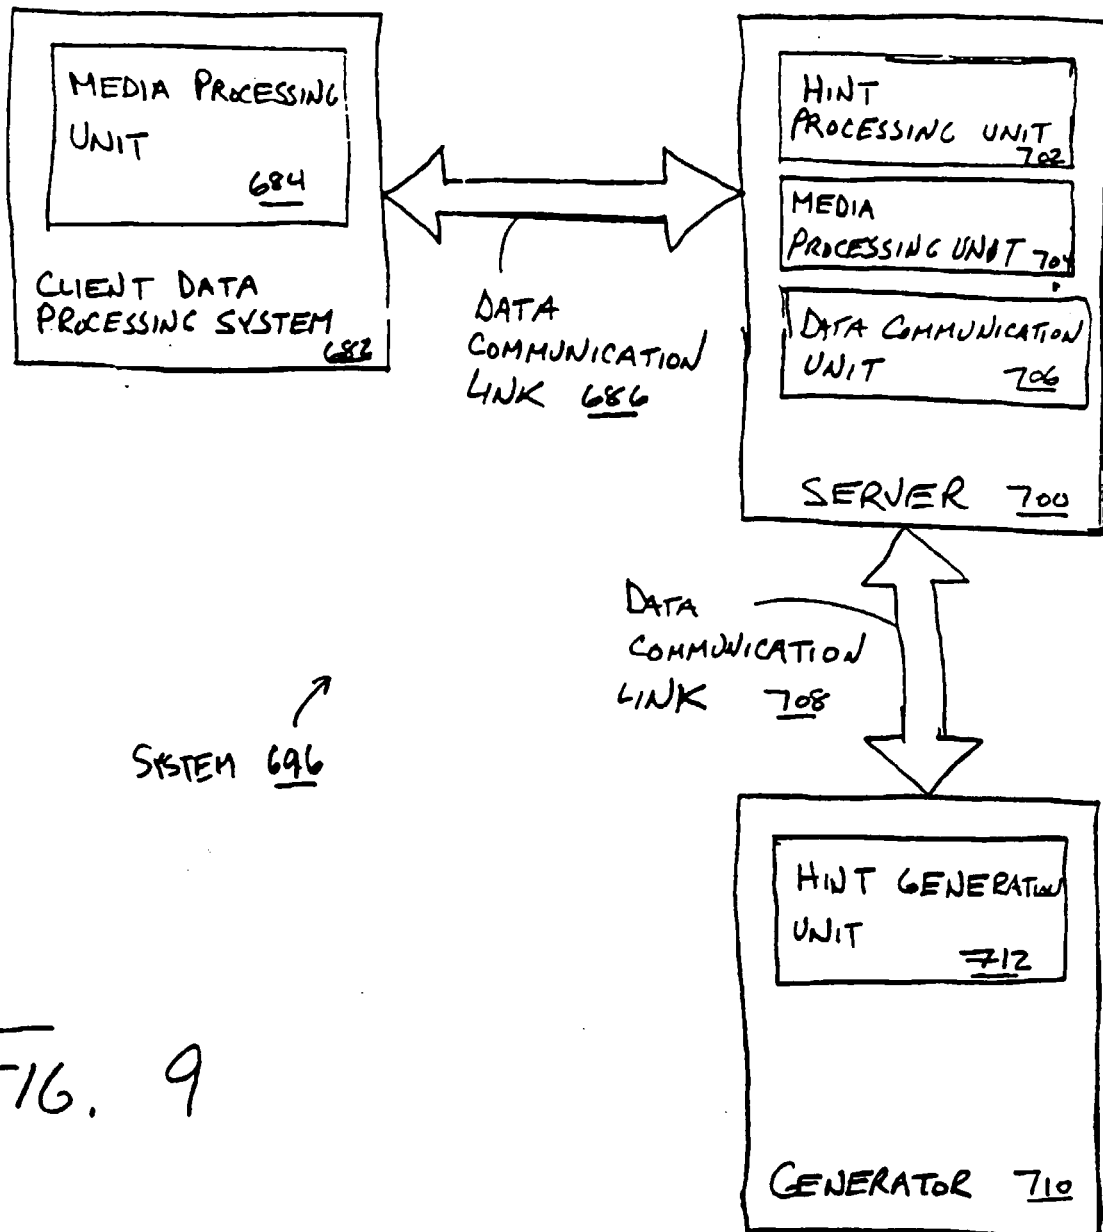 MEDIA PROCESSING
UNIT
684
CLIENT DATA
PROCESSING SYSTEM
682
DATA
COMMUNICATION
LINK 686
HINT
PROCESSING UNIT
702
MEDIA
PROCESSING UNIT 704
DATA COMMUNICATION
UNIT 706
SERVER 700
DATA
COMMUNICATION
LINK 708
SYSTEM 696
HINT GENERATION
UNIT
712
GENERATOR 710
FIG. 9